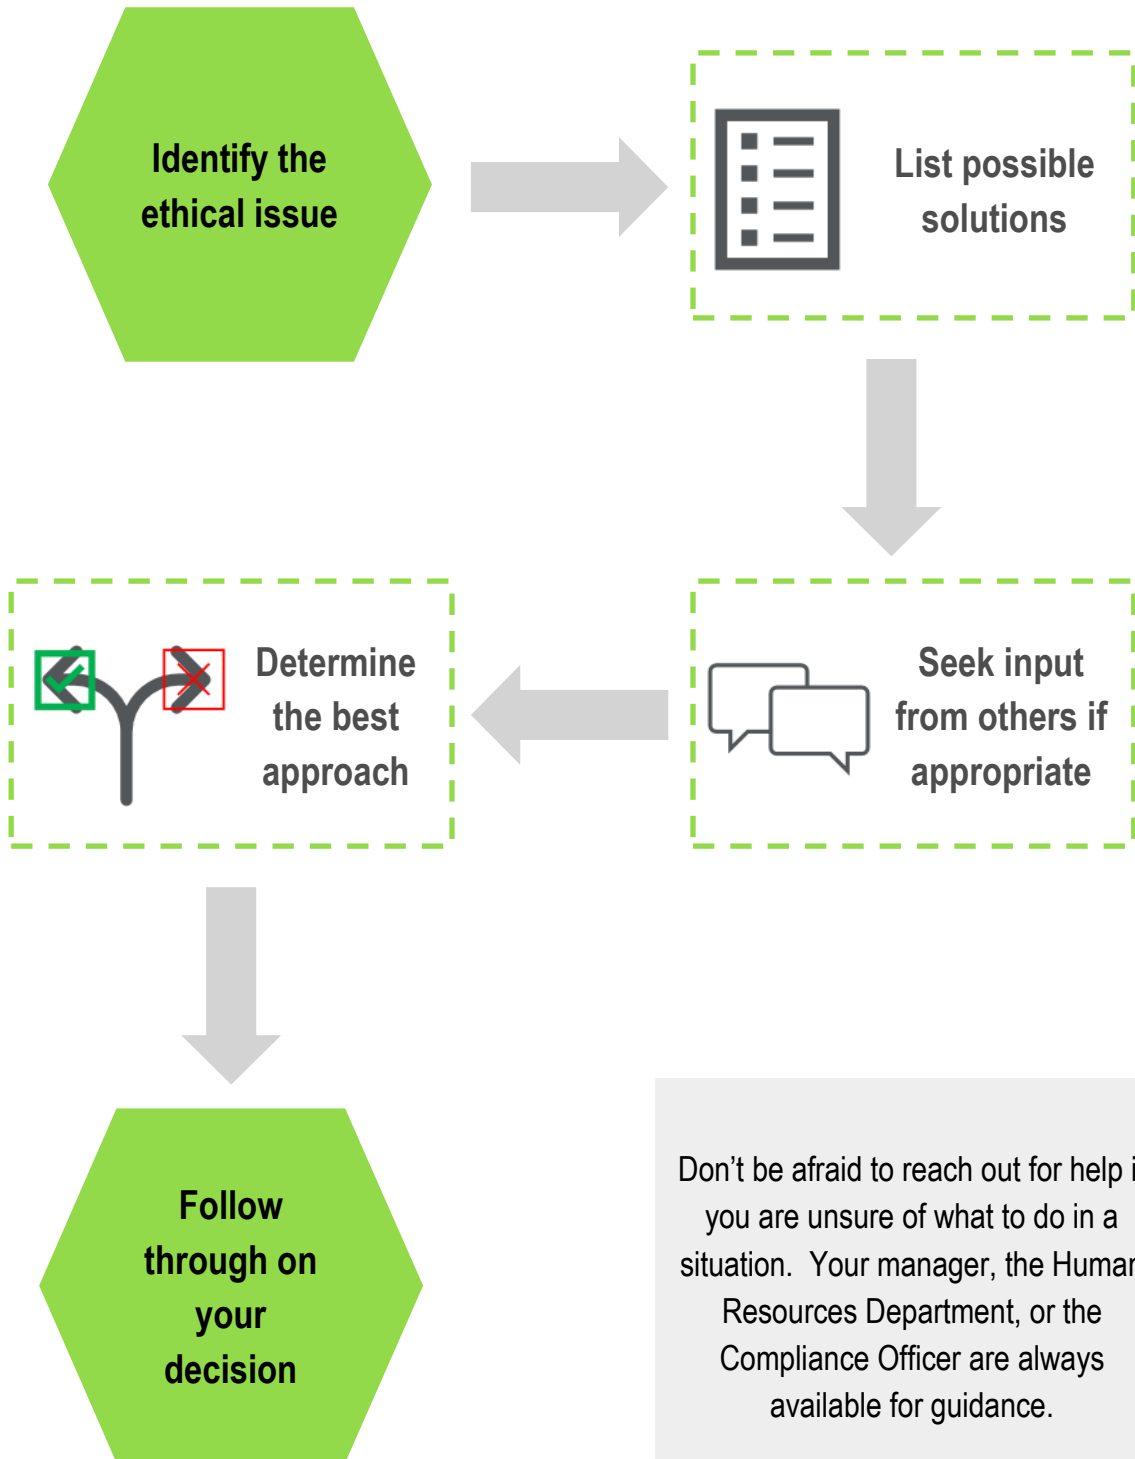 Identify the
ethical issue
List possible
solutions
Seek input
from others if
appropriate
Determine
the best
approach
Follow
through on
your
decision
Don’t be afraid to reach out for help i
you are unsure of what to do in a
situation.  Your manager, the Human
Resources Department, or the
Compliance Officer are always
available for guidance.